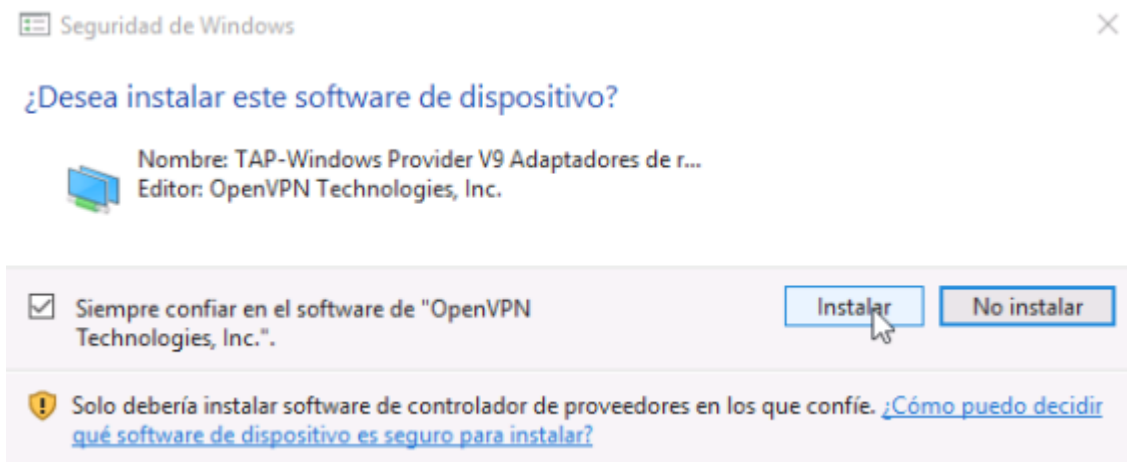 Seguridad de Windows
¿Desea instalar este software de dispositivo?
Nombre: TAP-Windows Provider V9 Adaptadores de r...
Editor: OpenVPN Technologies, Inc.
Siempre confiar en el software de "OpenVPN
Technologies, Inc.".
Instalar
No instalar
Solo debería instalar software de controlador de proveedores en los que confíe. ¿Cómo puedo decidir
qué software de dispositivo es seguro para instalar?